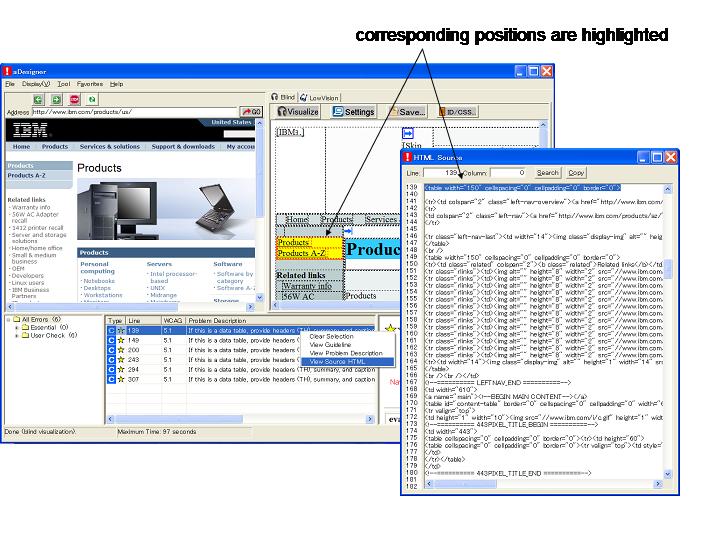 corresponding positions are highlighted
aDesigner
File Display(V) Tool Favorites Help
Address http://www.ibm.com/products/us/ GO
United States
IBM
Home Products Services & solutions Support & downloads My accou
Products
Products A-Z
Related links
· Warranty info
· 56W AC Adapter
recall
· 1412 printer recall
· Server and storage
solutions
· Home/home office
· Small & medium
business
· OEM
· Developers
· Linux users
· Business
Partners
Products
Products
Personal
computing
· Notebooks
· Desktops
· Workstations
Servers
· Intel processor-
based
· UNIX
· Midrange
Software
· Software by
category
· Software A-Z
Storage
Blind LowVision
Visualize Settings Save... ID/CSS..
[IBM3,]
[Skip
Home Products Services
Products
Products A-Z
Produc
Related links
Warranty info
56W AC
Products
All Errors (6)
Essential (0)
User Check (6)
Type Line WCAG Problem Description
C 139 5.1 If this is a data table, provide headers (TH), summary, and caption
C 149 5.1 If this is a data table, provide headers (
C 200 5.1 If this is a data table, provide headers (
C 243 5.1 If this is a data table, provide headers (
C 294 5.1 If this is a data table, provide headers (TH), summary, and caption
C 307 5.1 If this is a data table, provide headers (TH), summary, and caption
Clear Selection
View Guideline
View Problem Description
View Source HTML
Done (blind visualization). Maximum Time: 97 seconds
HTML Source
Line: 139 Column: 0 Search Copy
139 <table width="150" cellspacing="0" cellpadding="0" border="0">
140
141 <tr><td colspan="2" class="left-nav-overview"><a href="http://www.ibm.com/
142 <tr>
143 <td colspan="2" class="left-nav"><a href="http://www.ibm.com/products/az/
144 </tr>
145
146 <tr class="left-nav-last"><td width="14"><img class="display-img" alt="" heig
147 </table>
148 <br />
149 <table width="150" cellspacing="0" cellpadding="0" border="0">
150 <tr><td class="related" colspan="2"><b class="rlinks">Related links</b></td>
151 <tr class="rlinks"><td><img alt="" height="8" width="2" src="//www.ibm.com
152 <tr class="rlinks"><td><img alt="" height="8" width="2" src="//www.ibm.com
153 <tr class="rlinks"><td><img alt="" height="8" width="2" src="//www.ibm.com
154 <tr class="rlinks"><td><img alt="" height="8" width="2" src="//www.ibm.com
155 <tr class="rlinks"><td><img alt="" height="8" width="2" src="//www.ibm.com
156 <tr class="rlinks"><td><img alt="" height="8" width="2" src="//www.ibm.com
157 <tr class="rlinks"><td><img alt="" height="8" width="2" src="//www.ibm.com
158 <tr class="rlinks"><td><img alt="" height="8" width="2" src="//www.ibm.com
159 <tr class="rlinks"><td><img alt="" height="8" width="2" src="//www.ibm.com
160 <tr class="rlinks"><td><img alt="" height="8" width="2" src="//www.ibm.com
161 <tr class="rlinks"><td><img alt="" height="8" width="2" src="//www.ibm.com
162 <tr class="rlinks"><td><img alt="" height="8" width="2" src="//www.ibm.com
163 <tr class="rlinks"><td><img alt="" height="8" width="2" src="//www.ibm.com
164 <tr><td width="14"><img class="display-img" alt="" height="1" width="14" src
165 </table>
166 <br /><br /></td>
167 <!--========== LEFTNAV_END ==========-->
168 <td width="610">
169 <a name="main"><!--BEGIN MAIN CONTENT--></a>
170 <table id="content-table" border="0" cellspacing="0" cellpadding="0" width="6
171 <tr valign="top">
172 <td height="1" width="10"><img src="//www.ibm.com/i/c.gif" height="1" widt
173 <!--========== 443PIXEL_TITLE_BEGIN ==========-->
174 <td width="443">
175 <table cellspacing="0" cellpadding="0" border="0"><tr><td height="60">
176 <table cellspacing="0" cellpadding="0" border="0"><tr valign="top"><td style=
177 </td>
178 </tr></table>
179 </td>
180 <!--========== 443PIXEL_TITLE_END ==========-->
181
182